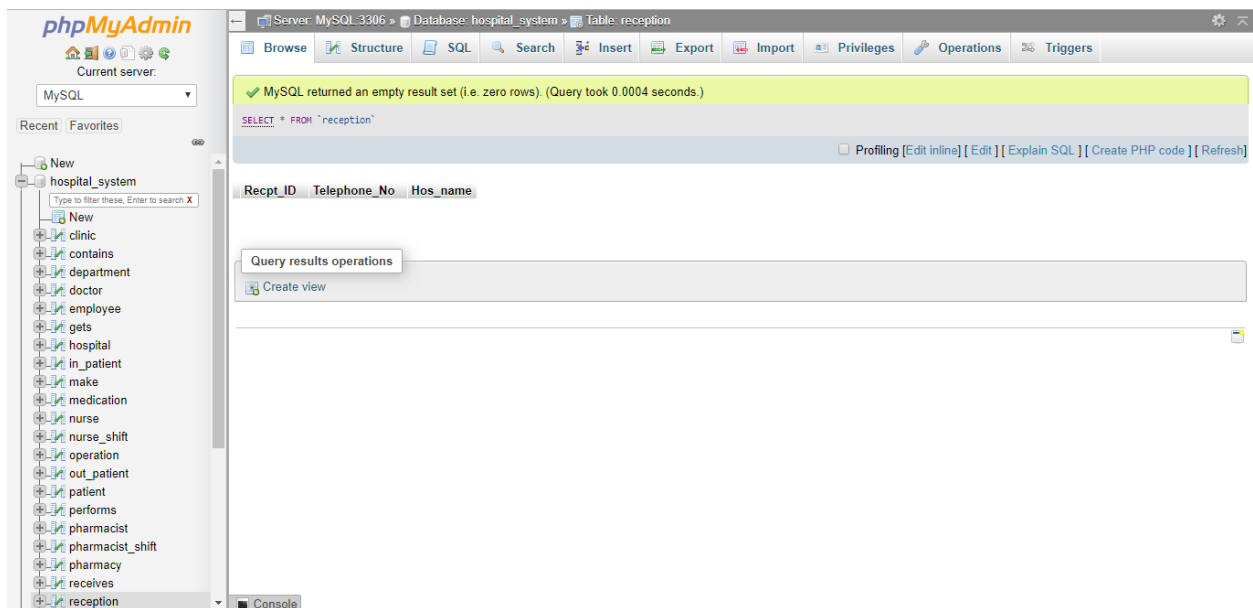 phpMyAdmin
Current server:
MySQL
Recent Favorites
New
hospital_system
Type to filter these, Enter to search X
New
clinic
contains
department
doctor
employee
gets
hospital
in_patient
make
medication
nurse
nurse_shift
operation
out_patient
patient
performs
pharmacist
pharmacist_shift
pharmacy
receives
reception
Server: MySQL:3306 » Database: hospital_system » Table: reception
Browse Structure SQL Search Insert Export Import Privileges Operations Triggers
MySQL returned an empty result set (i.e. zero rows). (Query took 0.0004 seconds.)
SELECT * FROM `reception`
Profiling [Edit inline] [ Edit ] [ Explain SQL ] [ Create PHP code ] [ Refresh]
Recpt_ID Telephone_No Hos_name
Query results operations
Create view
Console